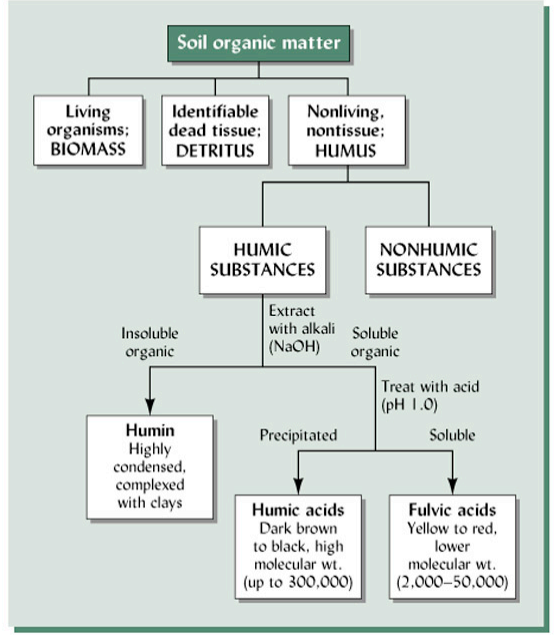 Soil organic matter
Living
organisms;
BIOMASS
Identifiable
dead tissue;
DETRITUS
Nonliving,
nontissue;
HUMUS
HUMIC
SUBSTANCES
NONHUMIC
SUBSTANCES
Extract
with alkali
(NaOH)
Insoluble
organic
Soluble
organic
Treat with acid
(pH 1.0)
Humin
Highly
condensed,
complexed
with clays
Precipitated
Soluble
Humic acids
Dark brown
to black, high
molecular wt.
(up to 300,000)
Fulvic acids
Yellow to red,
lower
molecular wt.
(2,000–50,000)